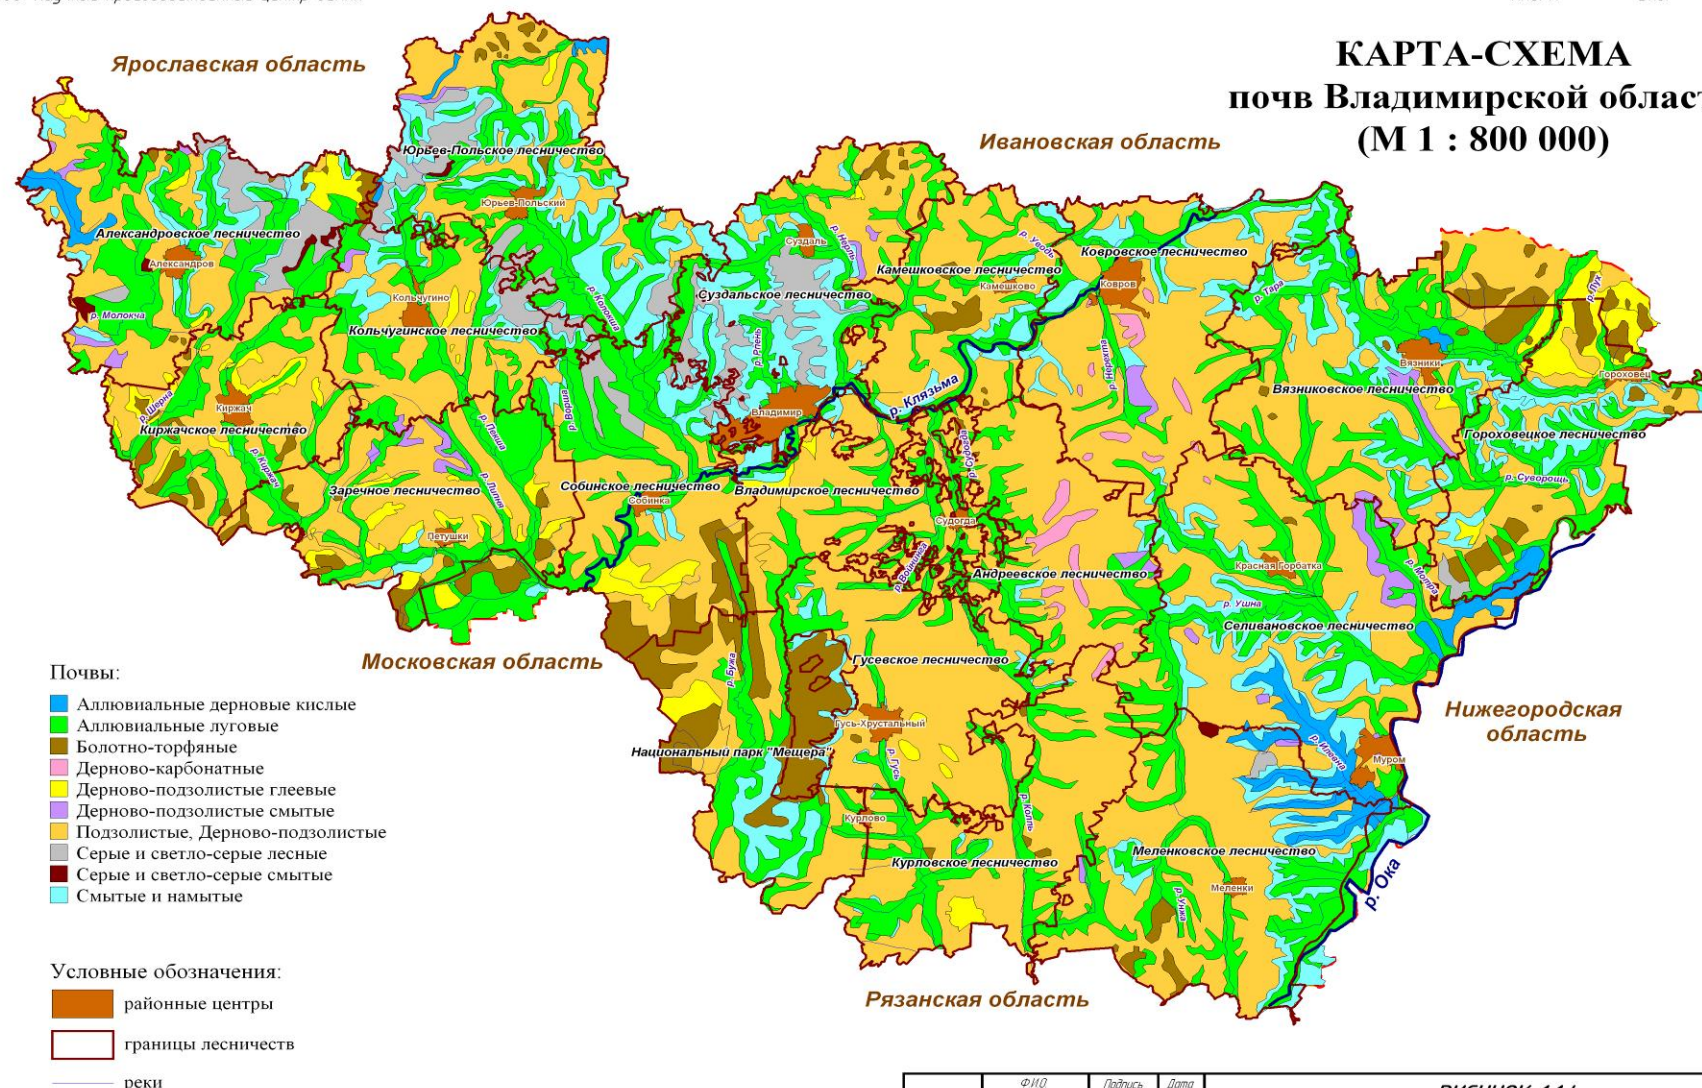 КАРТА-СХЕМА
почв Владимирской област
(М 1 : 800 000)
Ярославская область
Ивановская область
Московская область
Нижегородская
область
Рязанская область
Юрьев-Польское лесничество
Юрьев-Польский
Александровское лесничество
Александров
р. Молокча
Кольчугино
Кольчугинское лесничество
р. Колокша
Суздаль
р. Нерль
Суздальское лесничество
р. Рпень
Камешковское лесничество
Камешково
р. Уводь
Ковровское лесничество
Ковров
р. Тара
р. Лух
Вязники
Вязниковское лесничество
Гороховец
Гороховецкое лесничество
р. Суворощь
р. Нерехта
р. Клязьма
Владимир
р. Ворша
р. Шерна
Киржач
Киржачское лесничество
р. Киржач
р. Пекша
р. Липня
Заречное лесничество
Петушки
Собинское лесничество
Собинка
Владимирское лесничество
р. Судогда
Судогда
р. Войнинга
Андреевское лесничество
Красная Горбатка
р. Ушна
р. Мотра
Селивановское лесничество
Гусевское лесничество
р. Бужа
Гусь-Хрустальный
Национальный парк "Мещера"
р. Гусь
р. Колпь
Курлово
Курловское лесничество
р. Илевна
Муром
Меленковское лесничество
Меленки
р. Унжа
р. Ока
Почвы:
Аллювиальные дерновые кислые
Аллювиальные луговые
Болотно-торфяные
Дерново-карбонатные
Дерново-подзолистые глеевые
Дерново-подзолистые смытые
Подзолистые, Дерново-подзолистые
Серые и светло-серые лесные
Серые и светло-серые смытые
Смытые и намытые
Условные обозначения:
районные центры
границы лесничеств
реки
Ф.И.О.
Подпись
Дата